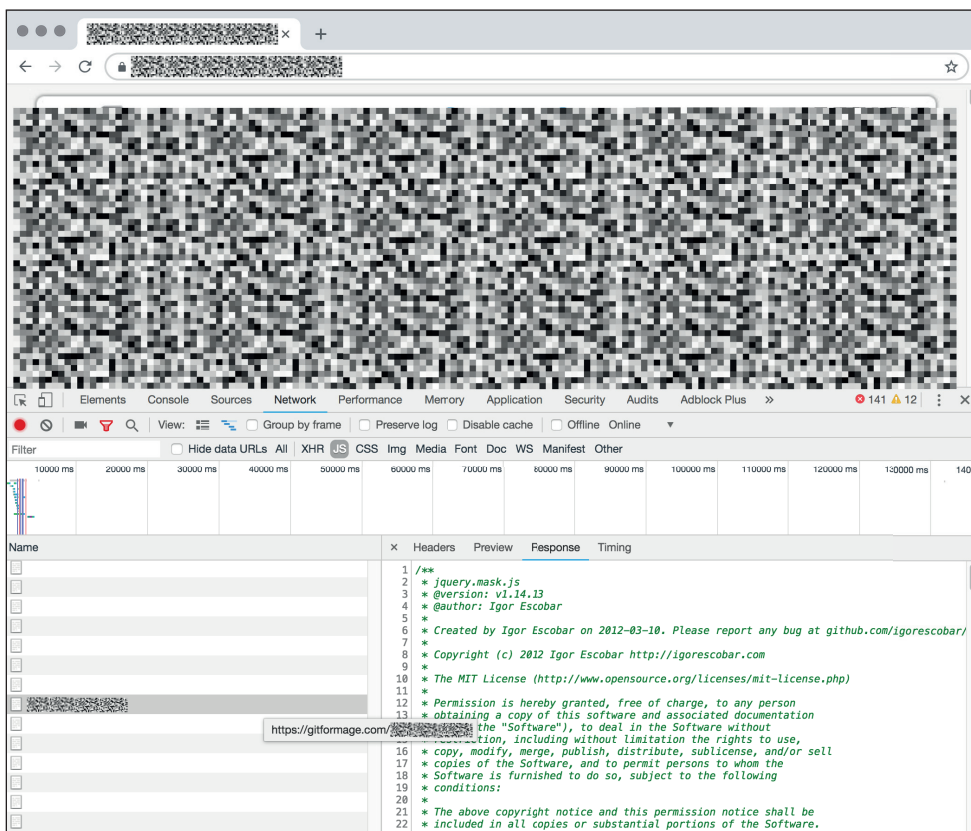 Elements Console Sources Network Performance Merrory Application Security Audits Adblock Plus » 141 12
View: Group by frame Preserve log Disable cache Offline Online
Filter Hide data URLs All XHR JS CSS Img Media Font Doc WS Manifest Other
10000 ms 20000 ms 30000 ms 40000 ms 50000 ms 60000 ms 70000 ms 80000 ms 90000 ms 100000 ms 110000 ms 120000 ms 130000 ms 140
Name × Headers Preview Fesponse Timing
1 /**
2 * jquery.mask.js
3 * @version: v1.14.13
4 * @author: Igor Escobar
5 *
6 * Created by Igor Escobar on 2012-03-10. Please report any bug at github.com/igorescobar/
7 *
8 * Copyright (c) 2012 Igor Escobar http://igorescobar.com
9 *
10 * The MIT License (http://www.opensource.org/licenses/mit-license.php)
11 *
12 * Permission is hereby granted, free of charge, to any person
13 * obtaining a copy of this software and associated documentation
https://gitformage.com/
the "Software"), to deal in the Software without
including without limitation the rights to use,
16 * copy, modify, merge, publish, distribute, sublicense, and/or sell
17 * copies of the Software, and to permit persons to whom the
18 * Software is furnished to do so, subject to the following
19 * conditions:
20 *
21 * The above copyright notice and this permission notice shall be
22 * included in all copies or substantial portions of the Software.